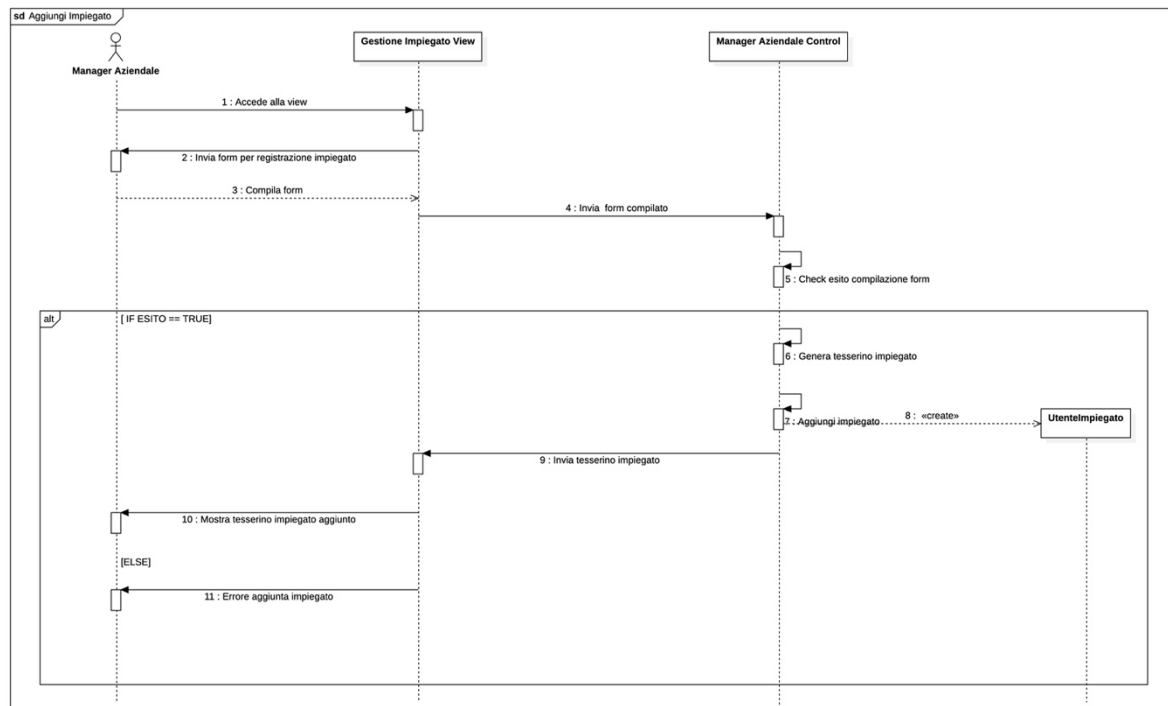 sd Aggiungi Impiegato
Manager Aziendale
Gestione Impiegato View
Manager Aziendale Control
1 : Accede alla view
2 : Invia form per registrazione impiegato
3 : Compila form
4 : Invia form compilato
5 : Check esito compilazione form
alt
[ IF ESITO == TRUE]
6 : Genera tesserino impiegato
7 : Aggiungi impiegato
8 : «create»
UtenteImpiegato
9 : Invia tesserino impiegato
10 : Mostra tesserino impiegato aggiunto
[ELSE]
11 : Errore aggiunta impiegato